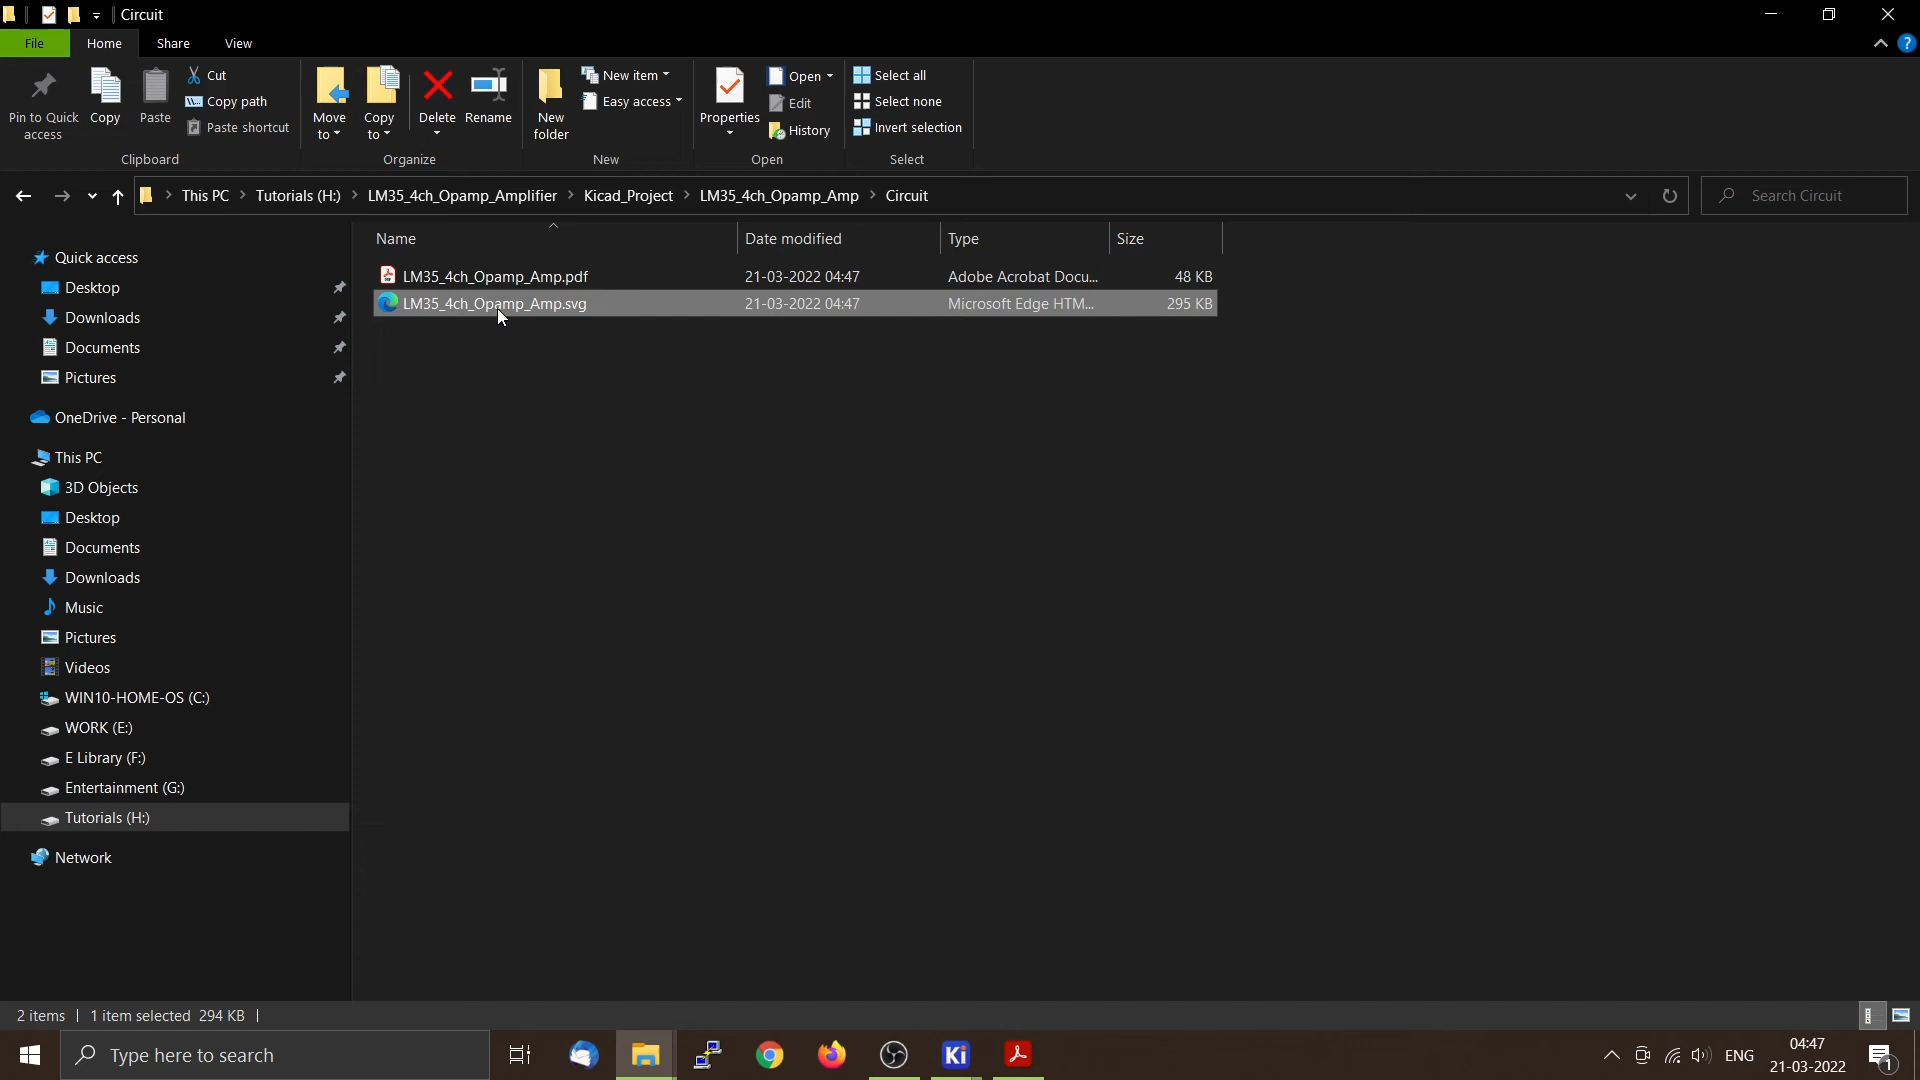 Circuit
File
Home
Share
View
Pin to Quick
access
Copy
Paste
Cut
Copy path
Paste shortcut
Clipboard
Move
to
Copy
to
Delete
Rename
Organize
New
folder
New item
Easy access
New
Properties
Open
Edit
History
Open
Select all
Select none
Invert selection
Select
This PC
Tutorials (H:)
LM35_4ch_Opamp_Amplifier
Kicad_Project
LM35_4ch_Opamp_Amp
Circuit
Search Circuit
Name
Date modified
Type
Size
LM35_4ch_Opamp_Amp.pdf
21-03-2022 04:47
Adobe Acrobat Docu...
48 KB
LM35_4ch_Opamp_Amp.svg
21-03-2022 04:47
Microsoft Edge HTM...
295 KB
Quick access
Desktop
Downloads
Documents
Pictures
OneDrive - Personal
This PC
3D Objects
Desktop
Documents
Downloads
Music
Pictures
Videos
WIN10-HOME-OS (C:)
WORK (E:)
E Library (F:)
Entertainment (G:)
Tutorials (H:)
Network
2 items
1 item selected 294 KB
Type here to search
Ki
ENG
04:47
21-03-2022
1